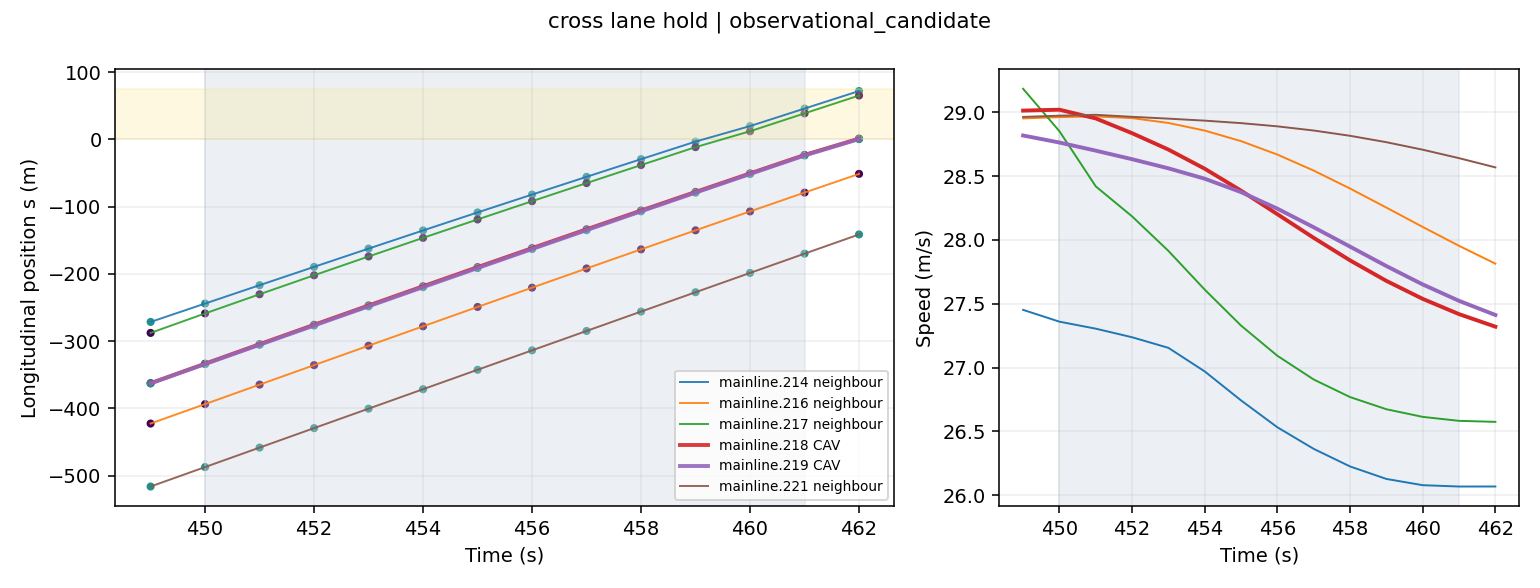 cross lane hold | observational_candidate
Longitudinal position s (m)
100
0
−100
−200
−300
−400
−500
450
452
454
456
458
460
462
Time (s)
mainline.214 neighbour
mainline.216 neighbour
mainline.217 neighbour
mainline.218 CAV
mainline.219 CAV
mainline.221 neighbour
Speed (m/s)
29.0
28.5
28.0
27.5
27.0
26.5
26.0
450
452
454
456
458
460
462
Time (s)